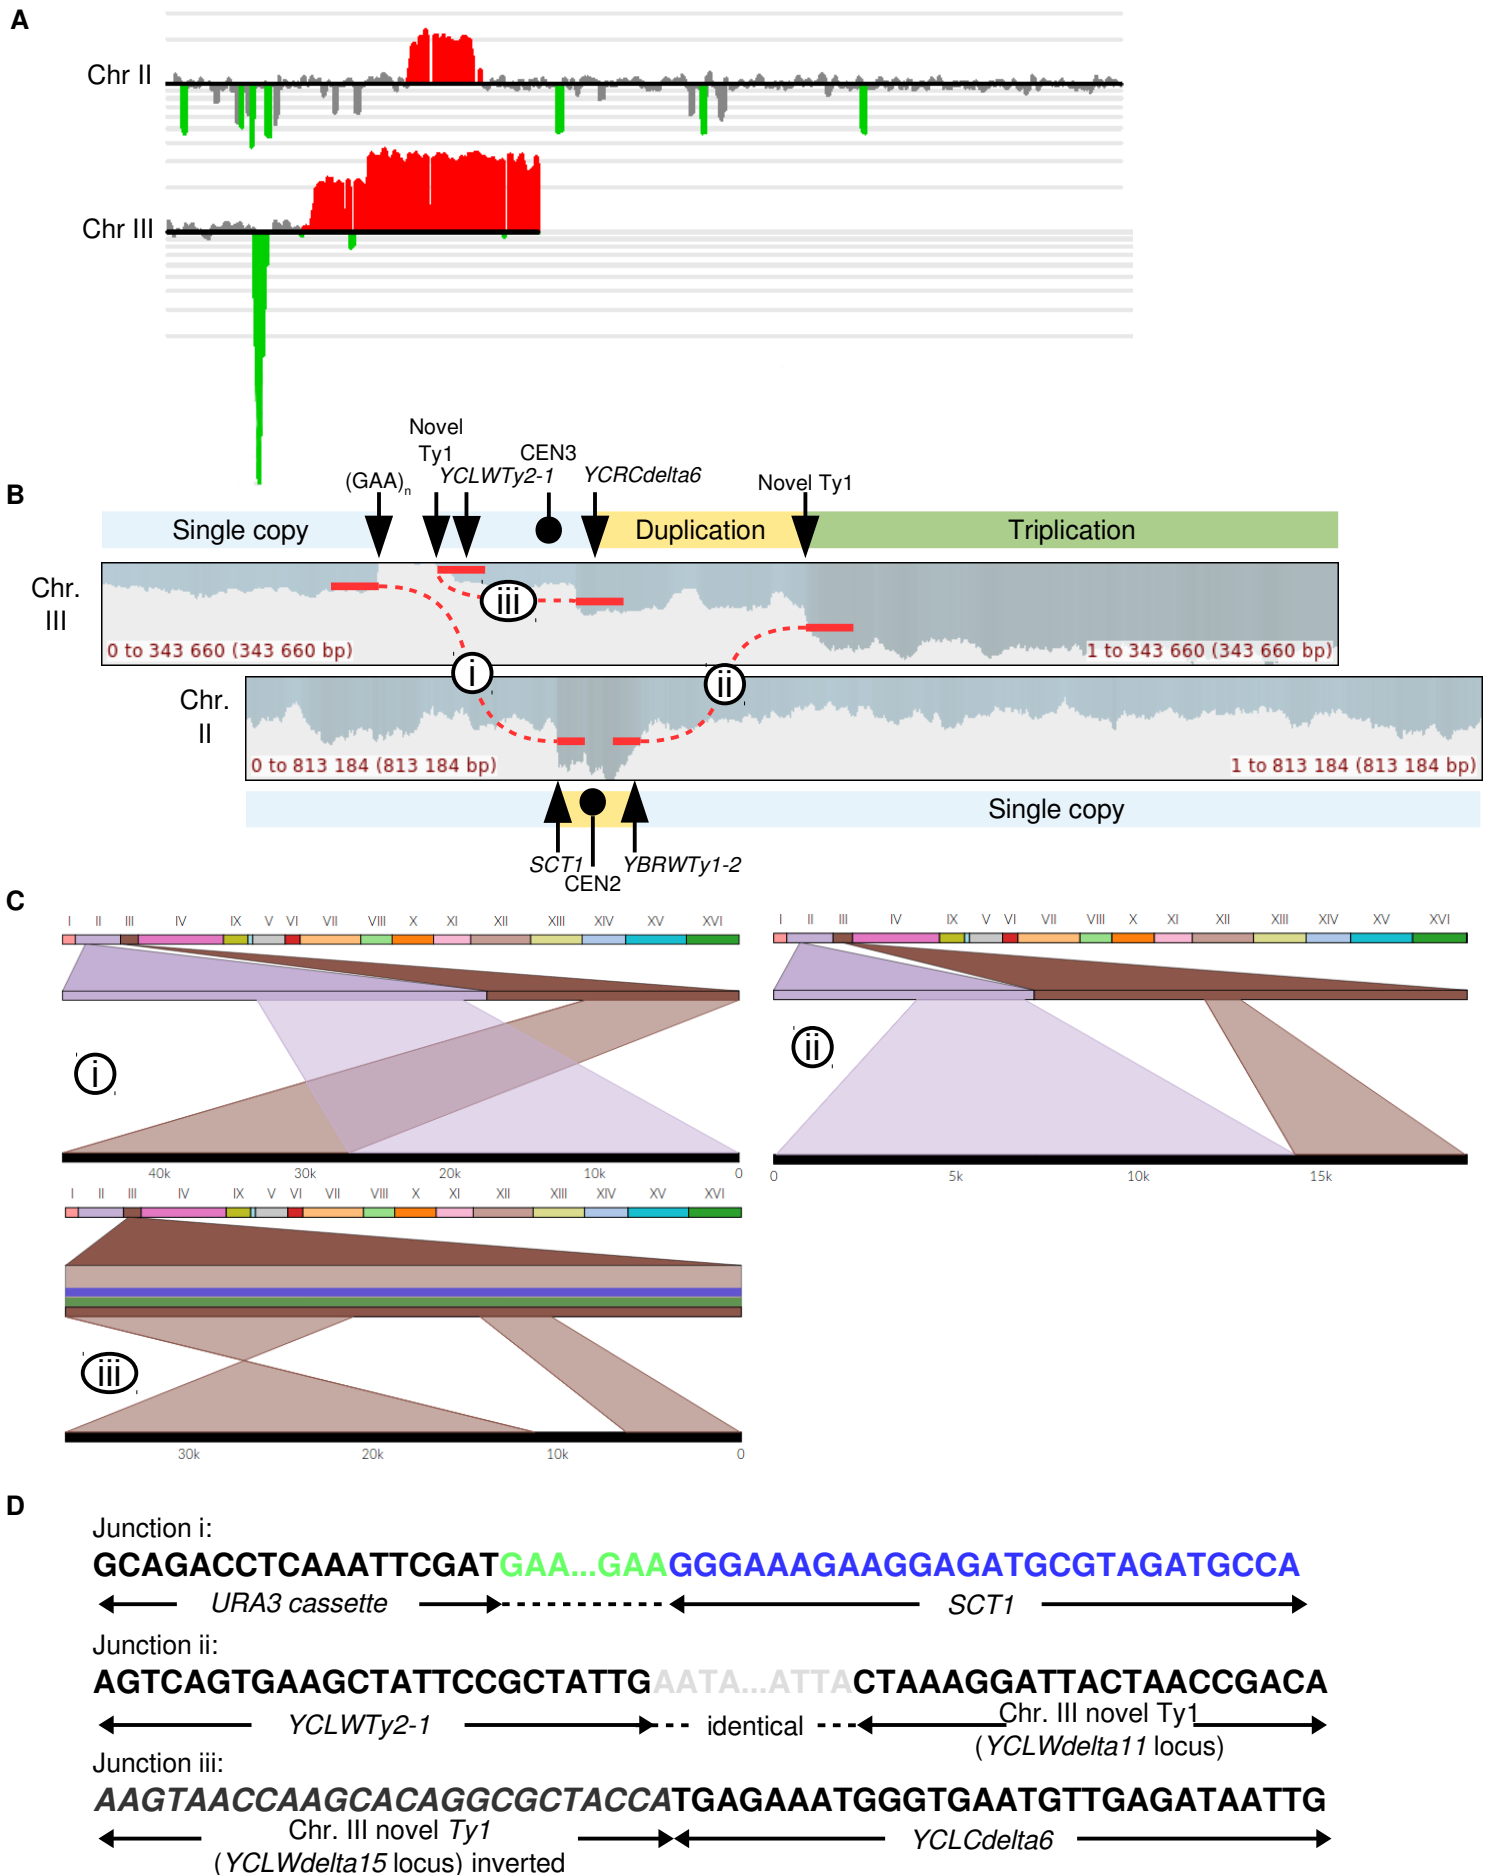 A
Chr II
Chr III
B
Novel
Ty1
(GAA)n
YCLWTy2-1
CEN3
YCRCdelta6
Novel Ty1
Single copy
Duplication
Triplication
Chr.
III
iii
0 to 343 660 (343 660 bp)
1 to 343 660 (343 660 bp)
i
ii
Chr.
II
0 to 813 184 (813 184 bp)
1 to 813 184 (813 184 bp)
Single copy
SCT1
CEN2
YBRWTy1-2
C
I II III IV IX V VI VII VIII X XI XII XIII XIV XV XVI
i
40k 30k 20k 10k 0
I II III IV IX V VI VII VIII X XI XII XIII XIV XV XVI
ii
0 5k 10k 15k
I II III IV IX V VI VII VIII X XI XII XIII XIV XV XVI
iii
30k 20k 10k 0
D
Junction i:
GCAGACCTCAAATTCGATGAA...GAAGGGAAAGAAGGAGATGCGTAGATGCCA
URA3 cassette SCT1
Junction ii:
AGTCAGTGAAGCTATTCCGCTATTGAATA...ATTACTAAAGGATTACTAACCGACA
YCLWTy2-1 identical Chr. III novel Ty1
(YCLWdelta11 locus)
Junction iii:
AAGTAACCAAGCACAGGCGCTACCATGAGAAATGGGTGAATGTTGAGATAATTG
Chr. III novel Ty1 YCLCdelta6
(YCLWdelta15 locus) inverted